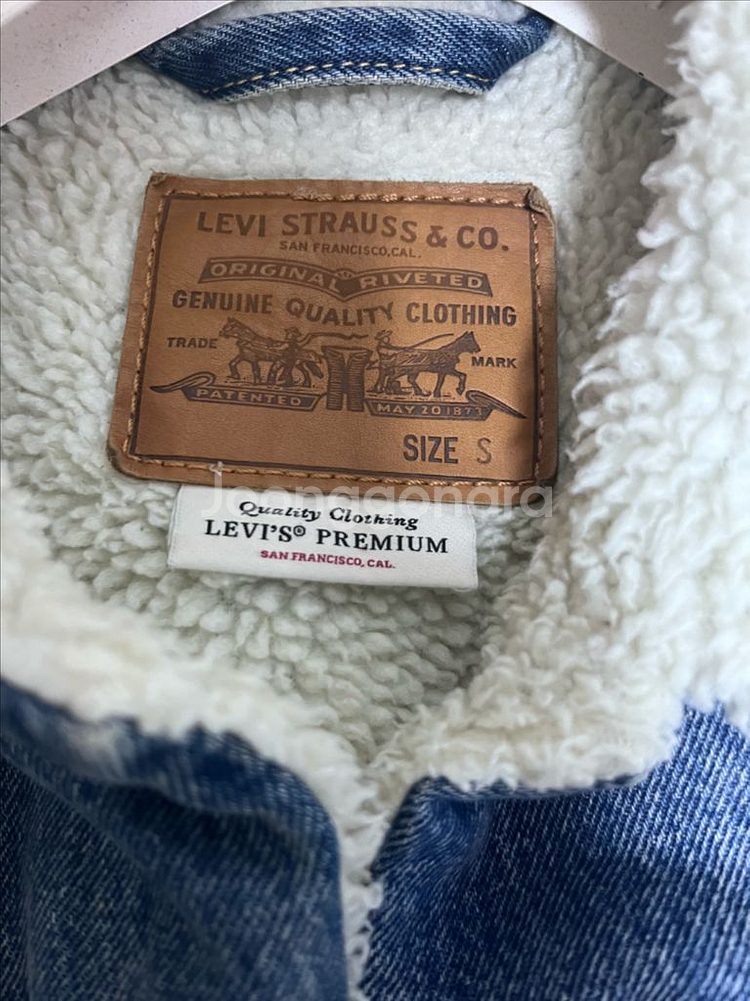 LEVI STRAUSS & CO.
SAN FRANCISCO,CAL.
ORIGINAL RIVETED
GENUINE QUALITY CLOTHING
TRADE MARK
PATENTED MAY 20 1873
SIZE S
Joonggonara
Quality Clothing
LEVI'S® PREMIUM
SAN FRANCISCO, CAL.